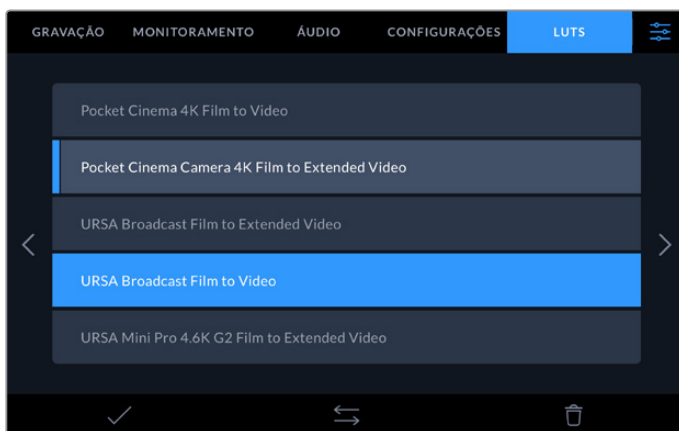 GRAVAÇÃO MONITORAMENTO ÁUDIO CONFIGURAÇÕES LUTS
Pocket Cinema 4K Film to Video
Pocket Cinema Camera 4K Film to Extended Video
URSA Broadcast Film to Extended Video
URSA Broadcast Film to Video
URSA Mini Pro 4.6K G2 Film to Extended Video